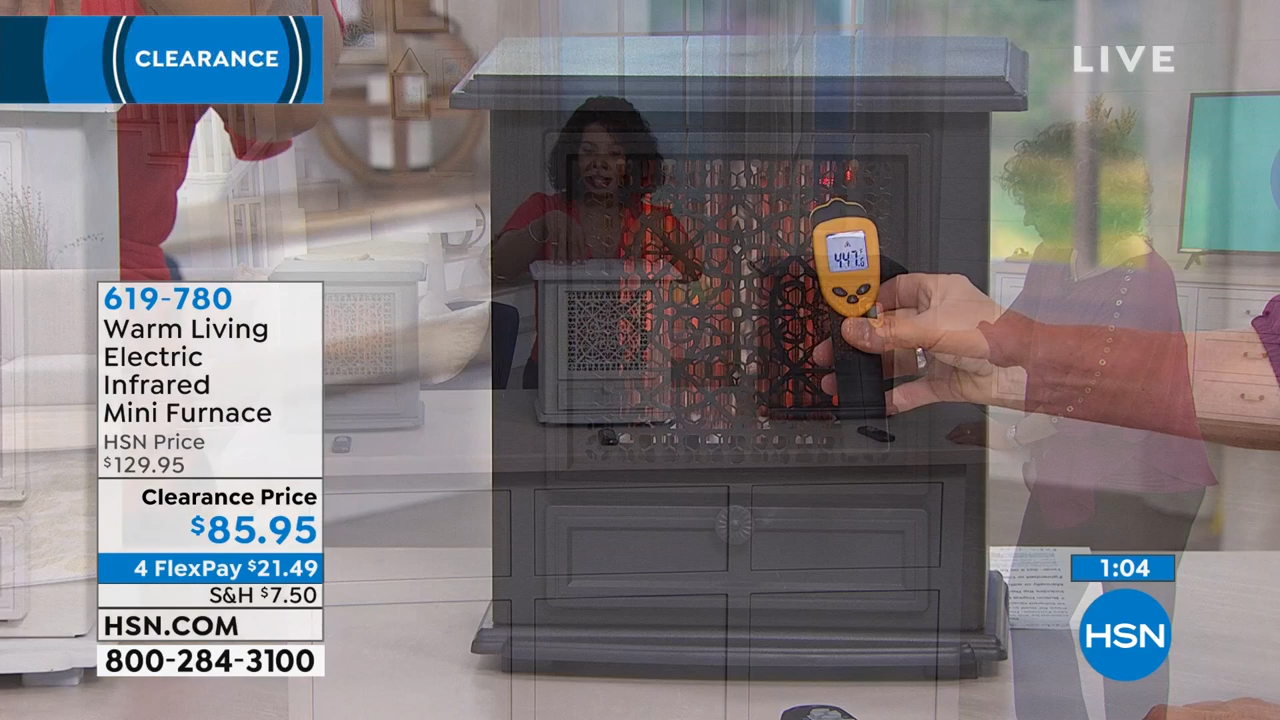 CLEARANCE
LIVE
619-780
Warm Living
Electric
Infrared
Mini Furnace
HSN Price
$129.95
Clearance Price
$85.95
4 FlexPay $21.49
S&H $7.50
HSN.COM
800-284-3100
1:04
HSN